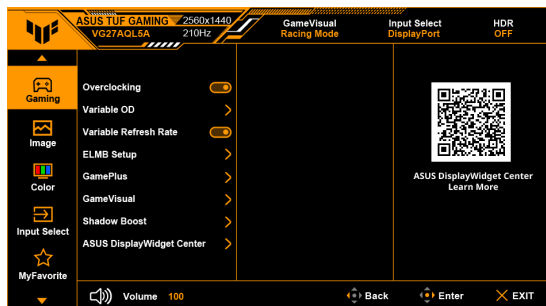 ASUS TUF GAMING 2560x1440
VG27AQL5A 210Hz
GameVisual
Racing Mode
Input Select
DisplayPort
HDR
OFF
Gaming
Image
Color
Input Select
MyFavorite
Overclocking
Variable OD
Variable Refresh Rate
ELMB Setup
GamePlus
GameVisual
Shadow Boost
ASUS DisplayWidget Center
ASUS DisplayWidget Center
Learn More
Volume 100
Back
Enter
EXIT